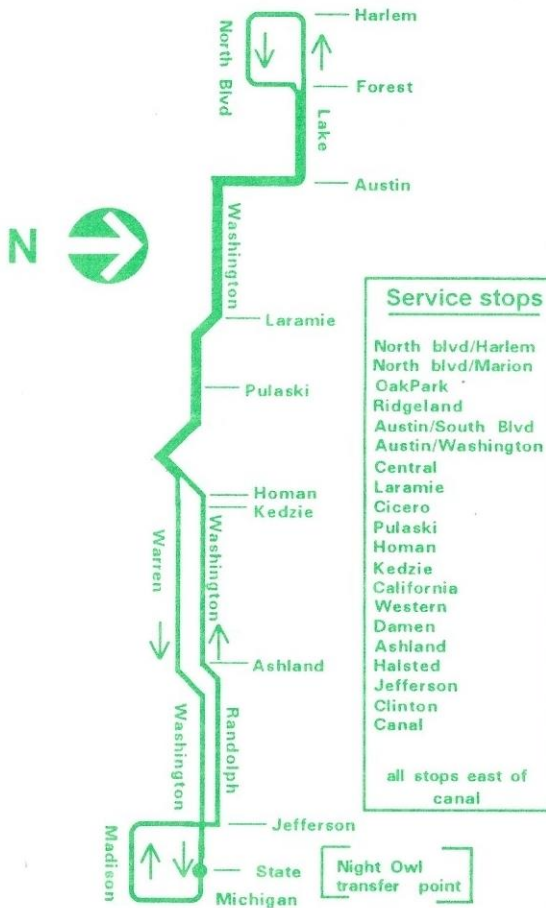 Harlem
North Blvd
Forest
Lake
Austin
N
Washington
Laramie
Pulaski
Homan
Kedzie
Warren
Washington
Ashland
Washington
Randolph
Jefferson
Madison
State
Michigan
Night Owl
transfer point
Service stops
North blvd/Harlem
North blvd/Marion
OakPark
Ridgeland
Austin/South Blvd
Austin/Washington
Central
Laramie
Cicero
Pulaski
Homan
Kedzie
California
Western
Damen
Ashland
Halsted
Jefferson
Clinton
Canal
all stops east of
canal